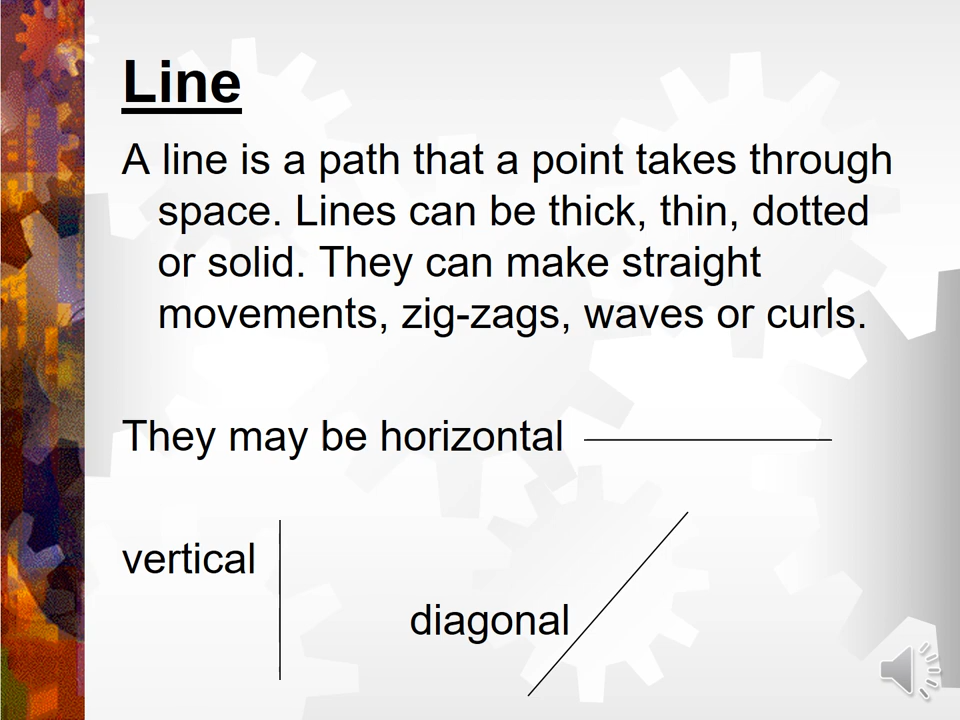 Line
A line is a path that a point takes through
space. Lines can be thick, thin, dotted
or solid. They can make straight
movements, zig-zags, waves or curls.
They may be horizontal
vertical
diagonal